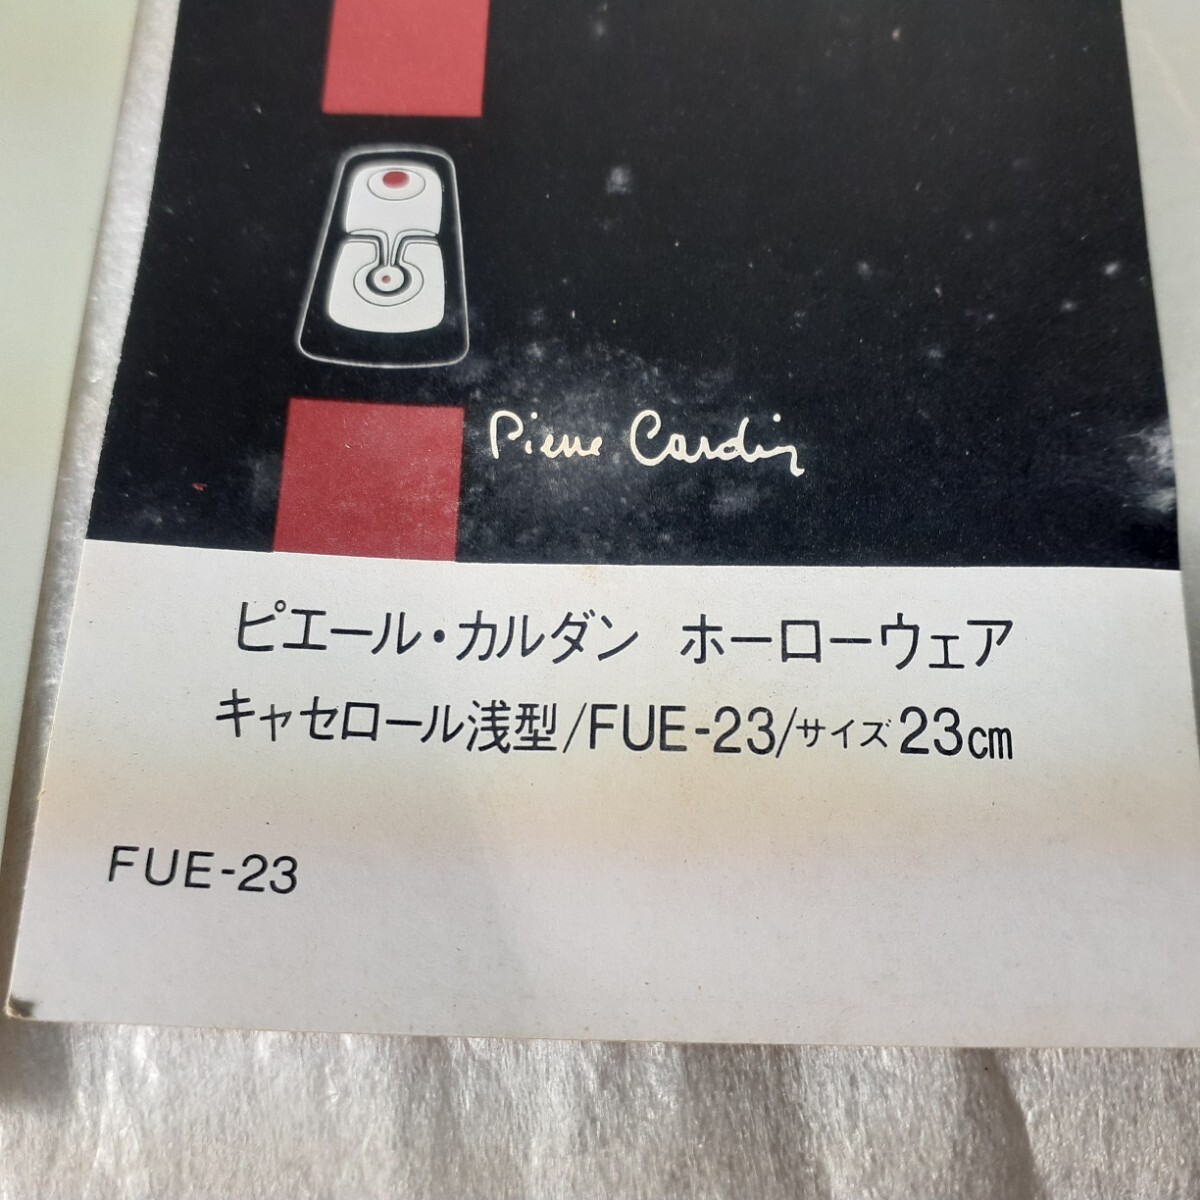 Pierre Cardin
ピエール・カルダン ホーローウェア
キャセロール浅型/FUE-23/サイズ23cm
FUE-23